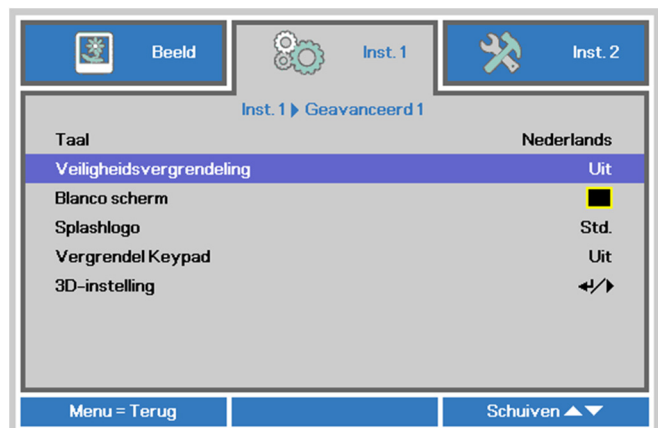 Beeld Inst. 1 Inst. 2
Inst. 1 ▶ Geavanceerd 1
Taal Nederlands
Veiligheidsvergrendeling Uit
Blanco scherm
Splashlogo Std.
Vergrendel Keypad Uit
3D-instelling ↵/▶
Menu = Terug Schuiven ▲▼